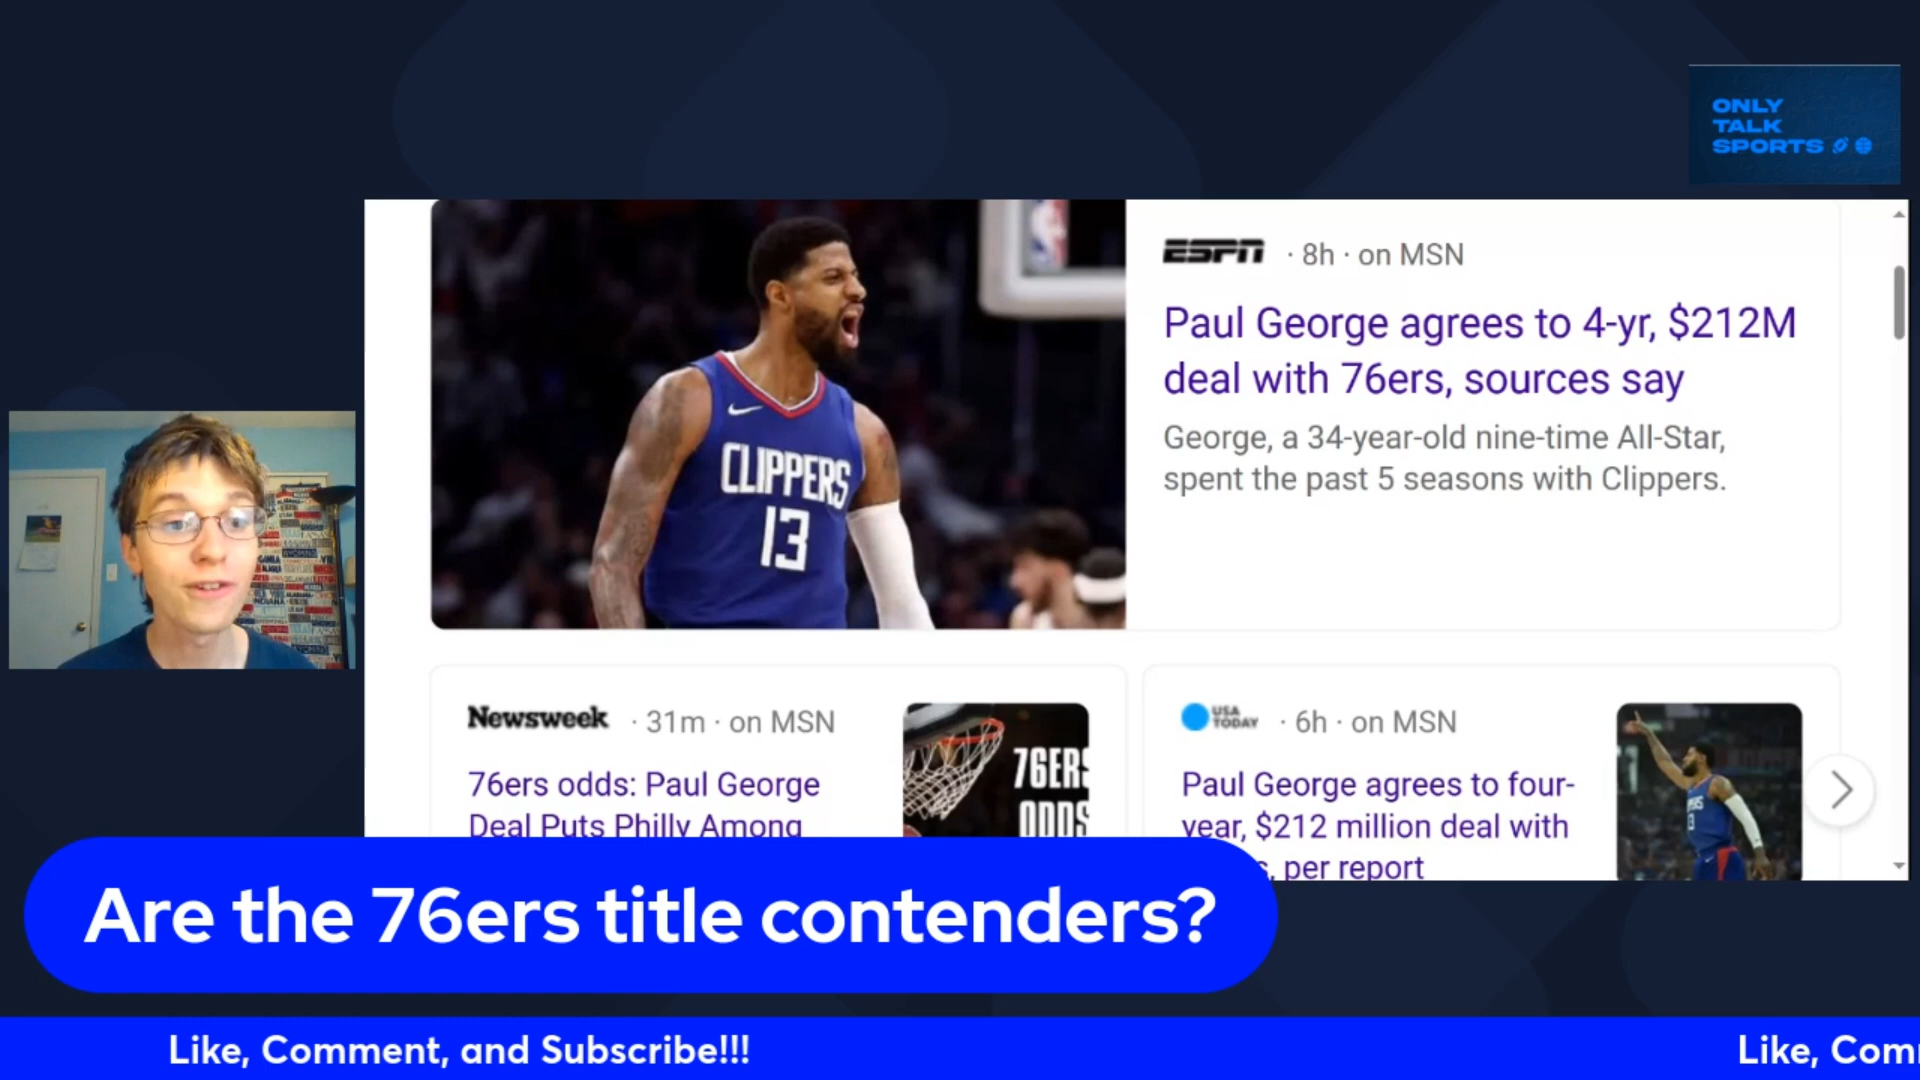 ONLY
TALK
SPORTS
ESPN · 8h · on MSN
Paul George agrees to 4-yr, $212M
deal with 76ers, sources say
George, a 34-year-old nine-time All-Star,
spent the past 5 seasons with Clippers.
CLIPPERS
13
Newsweek · 31m · on MSN
76ers odds: Paul George
Deal Puts Philly Among
76ERS
ODDS
USA
TODAY · 6h · on MSN
Paul George agrees to four-
year, $212 million deal with
s, per report
Are the 76ers title contenders?
Like, Comment, and Subscribe!!!
Like, Com